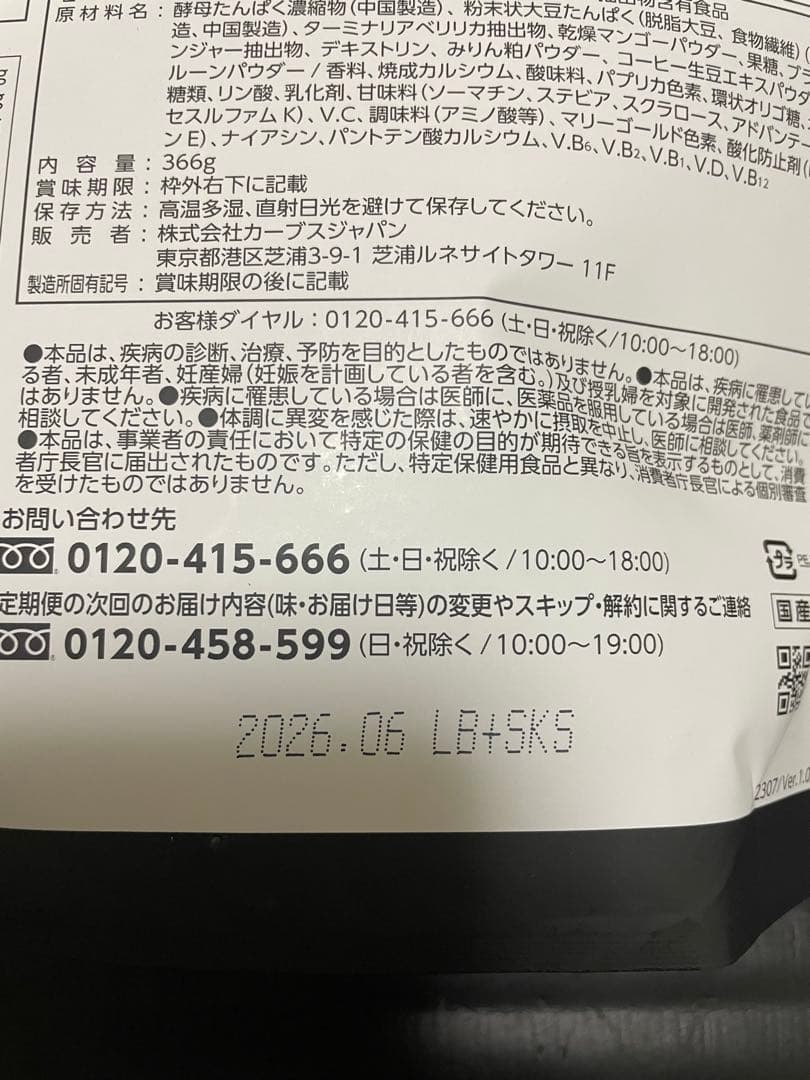 抽出物含有食品
原材料名：酵母たんぱく濃縮物(中国製造)、粉末状大豆たんぱく(脱脂大豆、食物繊維)(
造、中国製造)、ターミナリアベリリカ抽出物、乾燥マンゴーパウダー、果糖、ブラ
ンジャー抽出物、デキストリン、みりん粕パウダー、コーヒー生豆エキスパウダ
ルーンパウダー/香料、焼成カルシウム、酸味料、パプリカ色素、環状オリゴ糖、
糖類、リン酸、乳化剤、甘味料(ソーマチン、ステビア、スクラロース、アドバンテー
セスルファムK)、V.C、調味料(アミノ酸等)、マリーゴールド色素、酸化防止剤(
ンE)、ナイアシン、パントテン酸カルシウム、V.B6、V.B2、V.B1、V.D、V.B12
内容量：366g
賞味期限：枠外右下に記載
保存方法：高温多湿、直射日光を避けて保存してください。
販売者：株式会社カーブスジャパン
東京都港区芝浦3-9-1 芝浦ルネサイトタワー 11F
製造所固有記号：賞味期限の後に記載
お客様ダイヤル：0120-415-666 (土・日・祝除く/10:00〜18:00)
●本品は、疾病の診断、治療、予防を目的としたものではありません。●本品は、疾病に罹患してい
る者、未成年者、妊産婦(妊娠を計画している者を含む。)及び授乳婦を対象に開発された食品で
はありません。●疾病に罹患している場合は医師に、医薬品を服用している場合は医師、薬剤師に
相談してください。●体調に異変を感じた際は、速やかに摂取を中止し、医師に相談してください。
●本品は、事業者の責任において特定の保健の目的が期待できる旨を表示するものとして、消費
者庁長官に届出されたものです。ただし、特定保健用食品と異なり、消費者庁長官による個別審査
を受けたものではありません。
お問い合わせ先
0120-415-666 (土・日・祝除く/10:00〜18:00)
プラ PE
定期便の次回のお届け内容(味・お届け日等)の変更やスキップ・解約に関するご連絡
国産
0120-458-599 (日・祝除く/10:00〜19:00)
2026.06 LB+SKS
2307/Ver.1.0